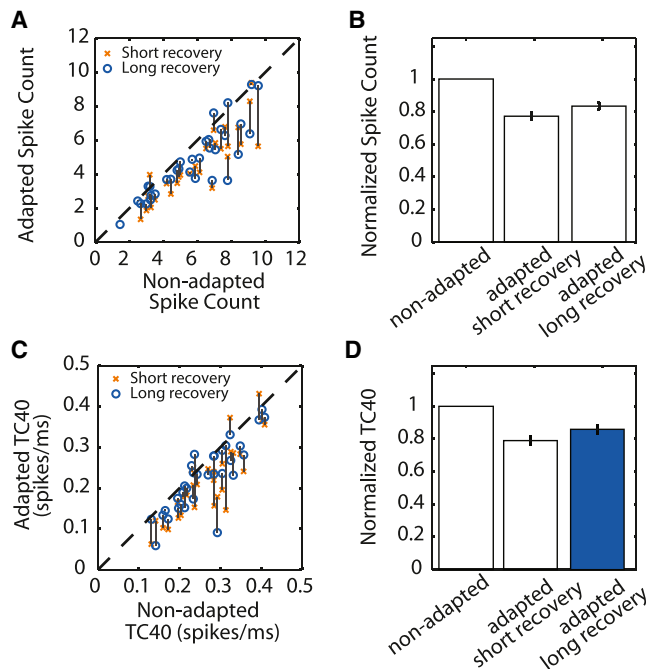 A
Adapted Spike Count
12
10
8
6
4
2
0
Short recovery
Long recovery
0 2 4 6 8 10 12
Non-adapted
Spike Count
B
Normalized Spike Count
1
0.8
0.6
0.4
0.2
0
non-adapted
adapted
short recovery
adapted
long recovery
C
Adapted TC40
(spikes/ms)
0.5
0.4
0.3
0.2
0.1
0
Short recovery
Long recovery
0 0.1 0.2 0.3 0.4 0.5
Non-adapted
TC40 (spikes/ms)
D
Normalized TC40
1
0.8
0.6
0.4
0.2
0
non-adapted
adapted
short recovery
adapted
long recovery